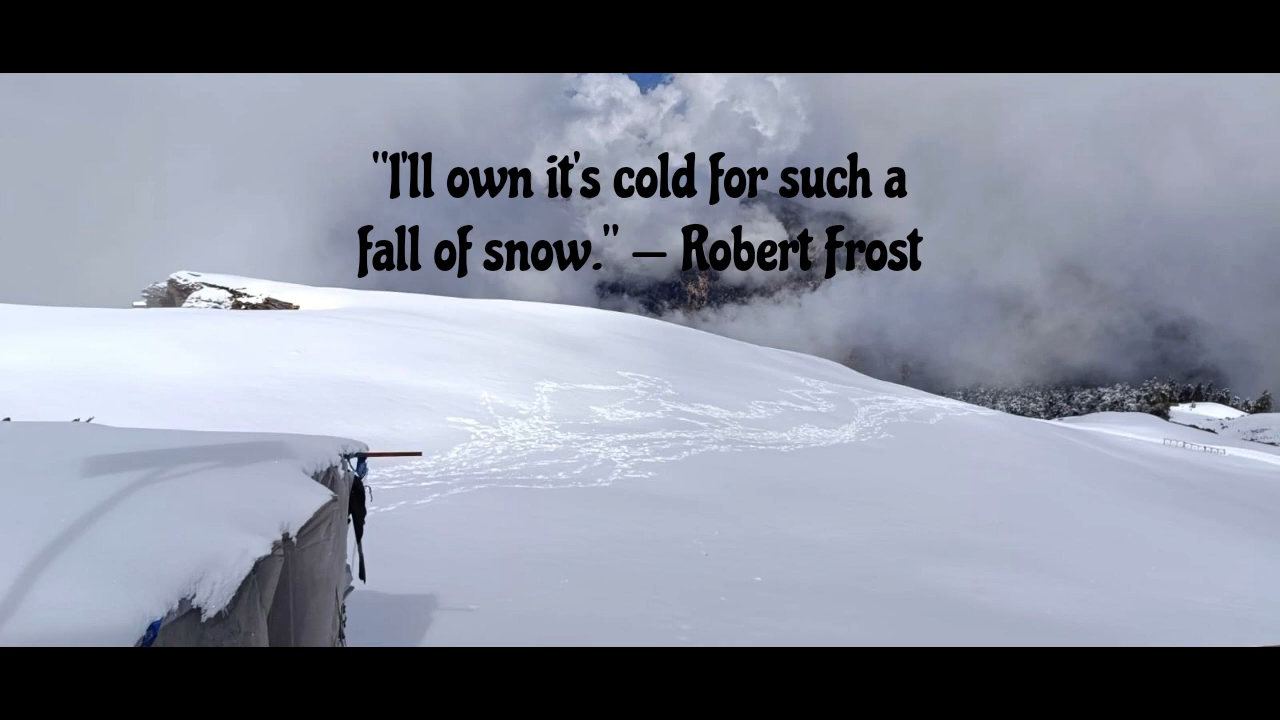 "I'll own it's cold for such a
fall of snow." — Robert Frost